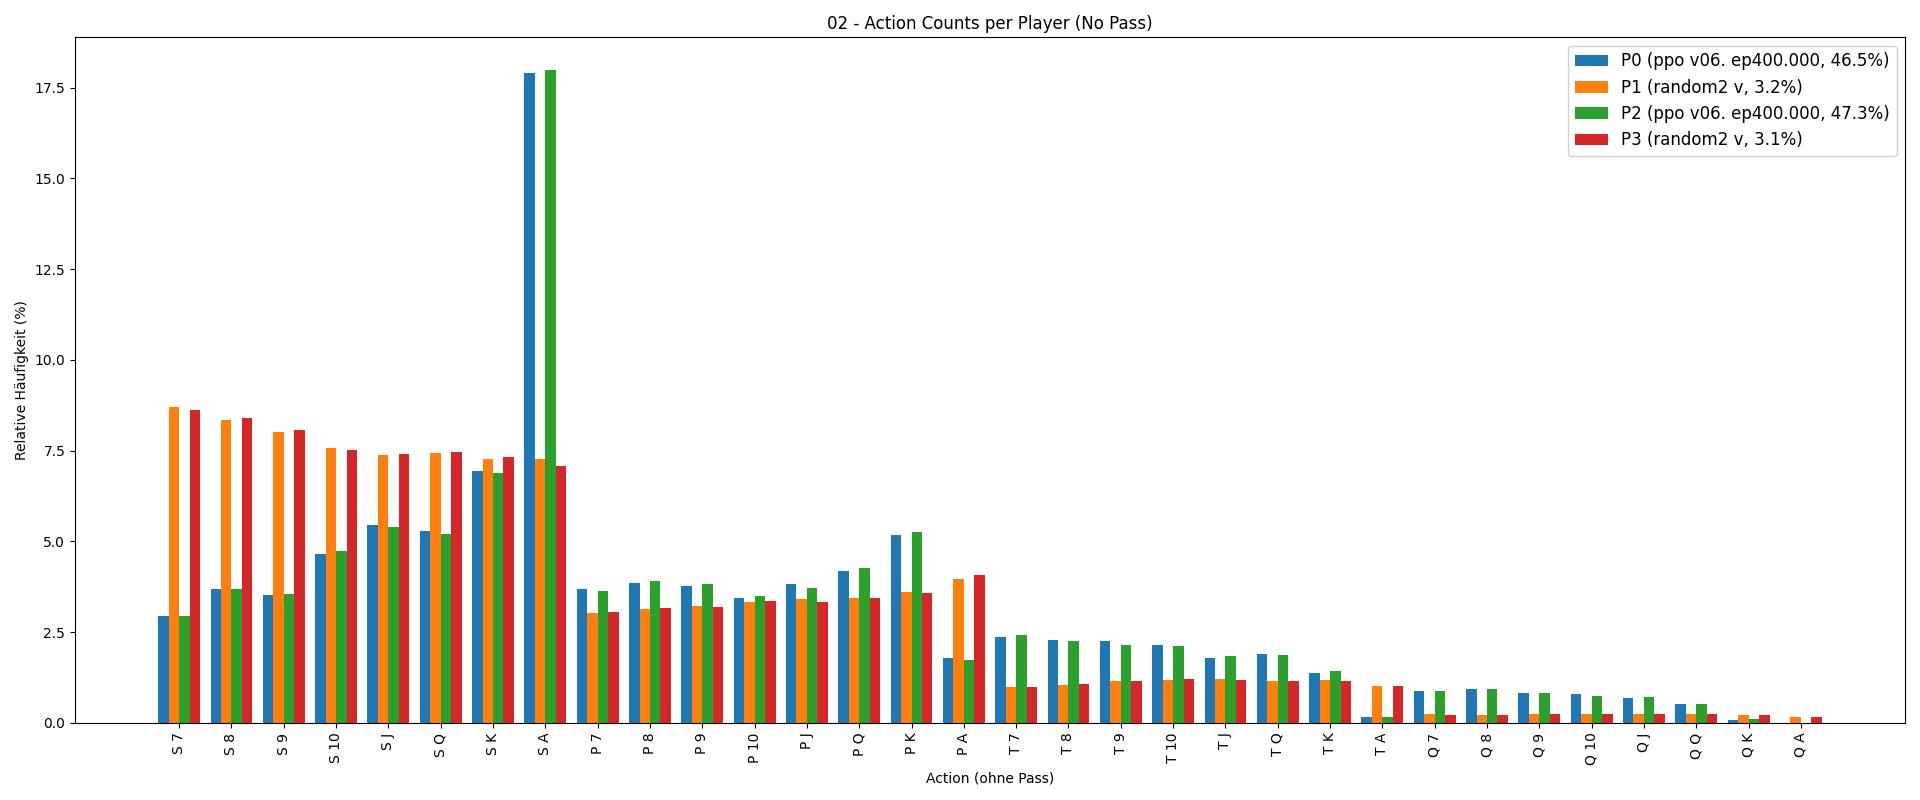 02 - Action Counts per Player (No Pass)
P0 (ppo v06. ep400.000, 46.5%)
P1 (random2 v, 3.2%)
P2 (ppo v06. ep400.000, 47.3%)
P3 (random2 v, 3.1%)
Relative Häufigkeit (%)
17.5
15.0
12.5
10.0
7.5
5.0
2.5
0.0
S 7
S 8
S 9
S 10
S J
S Q
S K
S A
P 7
P 8
P 9
P 10
P J
P Q
P K
P A
T 7
T 8
T 9
T 10
T J
T Q
T K
T A
Q 7
Q 8
Q 9
Q 10
Q J
Q Q
Q K
Q A
Action (ohne Pass)